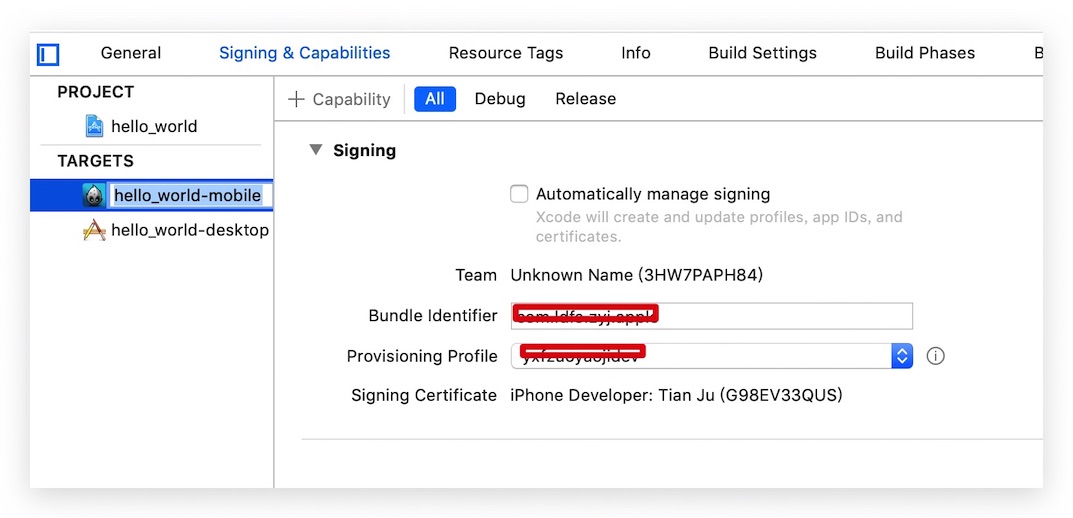 General Signing & Capabilities Resource Tags Info Build Settings Build Phases B
PROJECT
hello_world
TARGETS
hello_world-mobile
hello_world-desktop
+ Capability All Debug Release
Signing
Automatically manage signing
Xcode will create and update profiles, app IDs, and
certificates.
Team Unknown Name (3HW7PAPH84)
Bundle Identifier
Provisioning Profile
Signing Certificate iPhone Developer: Tian Ju (G98EV33QUS)